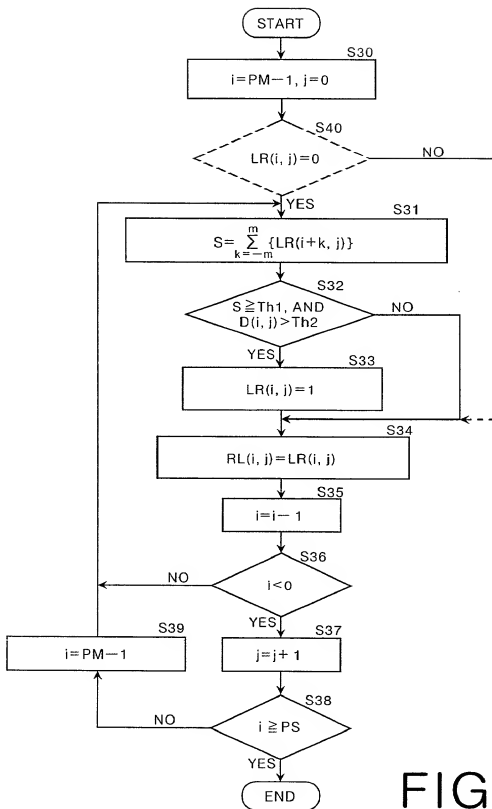 START
S30
i=PM−1, j=0
S40
LR(i, j)=0
NO
YES
S31
S=∑{LR(i+k, j)}
m
k=−m
S32
S≧Th1, AND
D(i, j)>Th2
NO
YES
S33
LR(i, j)=1
S34
RL(i, j)=LR(i, j)
S35
i=i−1
S36
i<0
NO
YES
S37
j=j+1
S39
i=PM−1
S38
i≧PS
NO
YES
END
FIG